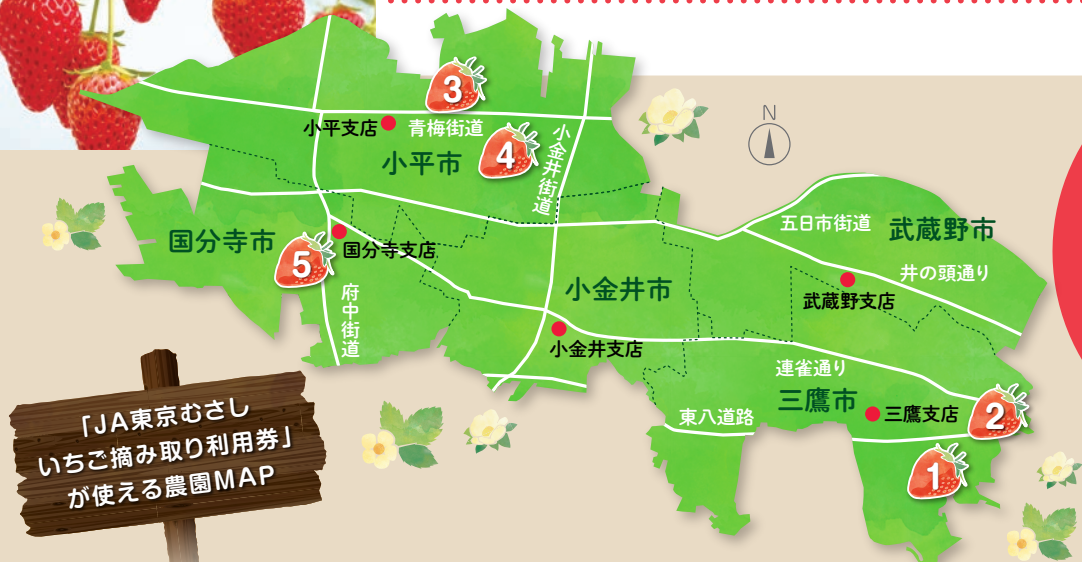 N
3
小平支店
青梅街道
小平市
4
小金井街道
国分寺市
5
国分寺支店
府中街道
五日市街道
武蔵野市
井の頭通り
武蔵野支店
小金井市
小金井支店
連雀通り
三鷹市
三鷹支店
東八道路
2
1
「JA東京むさし
いちご摘み取り利用券」
が使える農園MAP